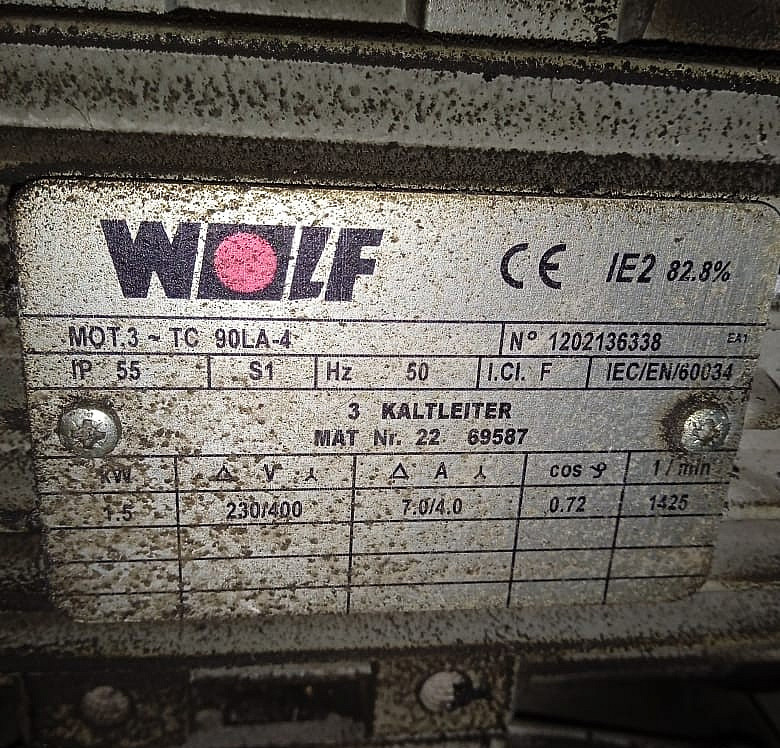 WOLF CE IE2 82.8%
MOT.3 ~ TC 90LA-4 Nº 1202136338 EA1
IP 55 S1 Hz 50 I.Cl. F IEC/EN/60034
3 KALTLEITER
MAT Nr. 22 69587
kW Δ V ⅄ Δ A ⅄ cos φ 1 / min
1.5 230/400 7.0/4.0 0.72 1425